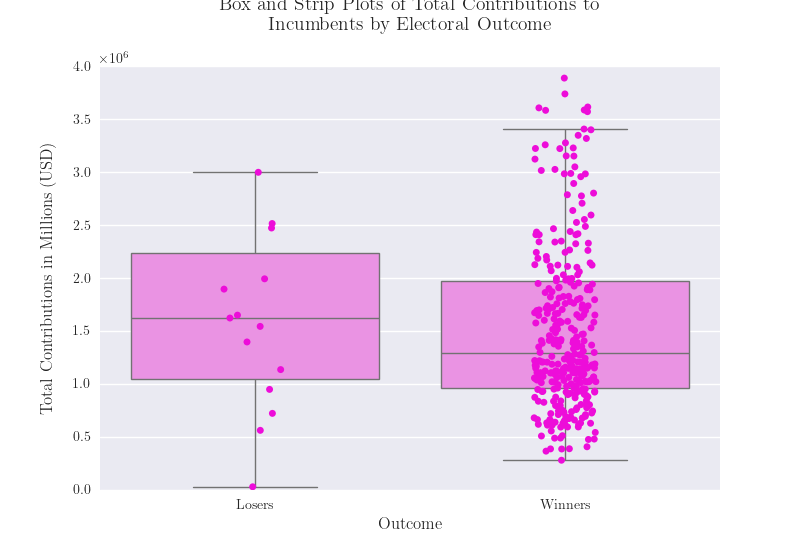 Box and Strip Plots of Total Contributions to
Incumbents by Electoral Outcome
×10⁶
4.0
3.5
3.0
2.5
2.0
1.5
1.0
0.5
0.0
Total Contributions in Millions (USD)
Losers
Winners
Outcome